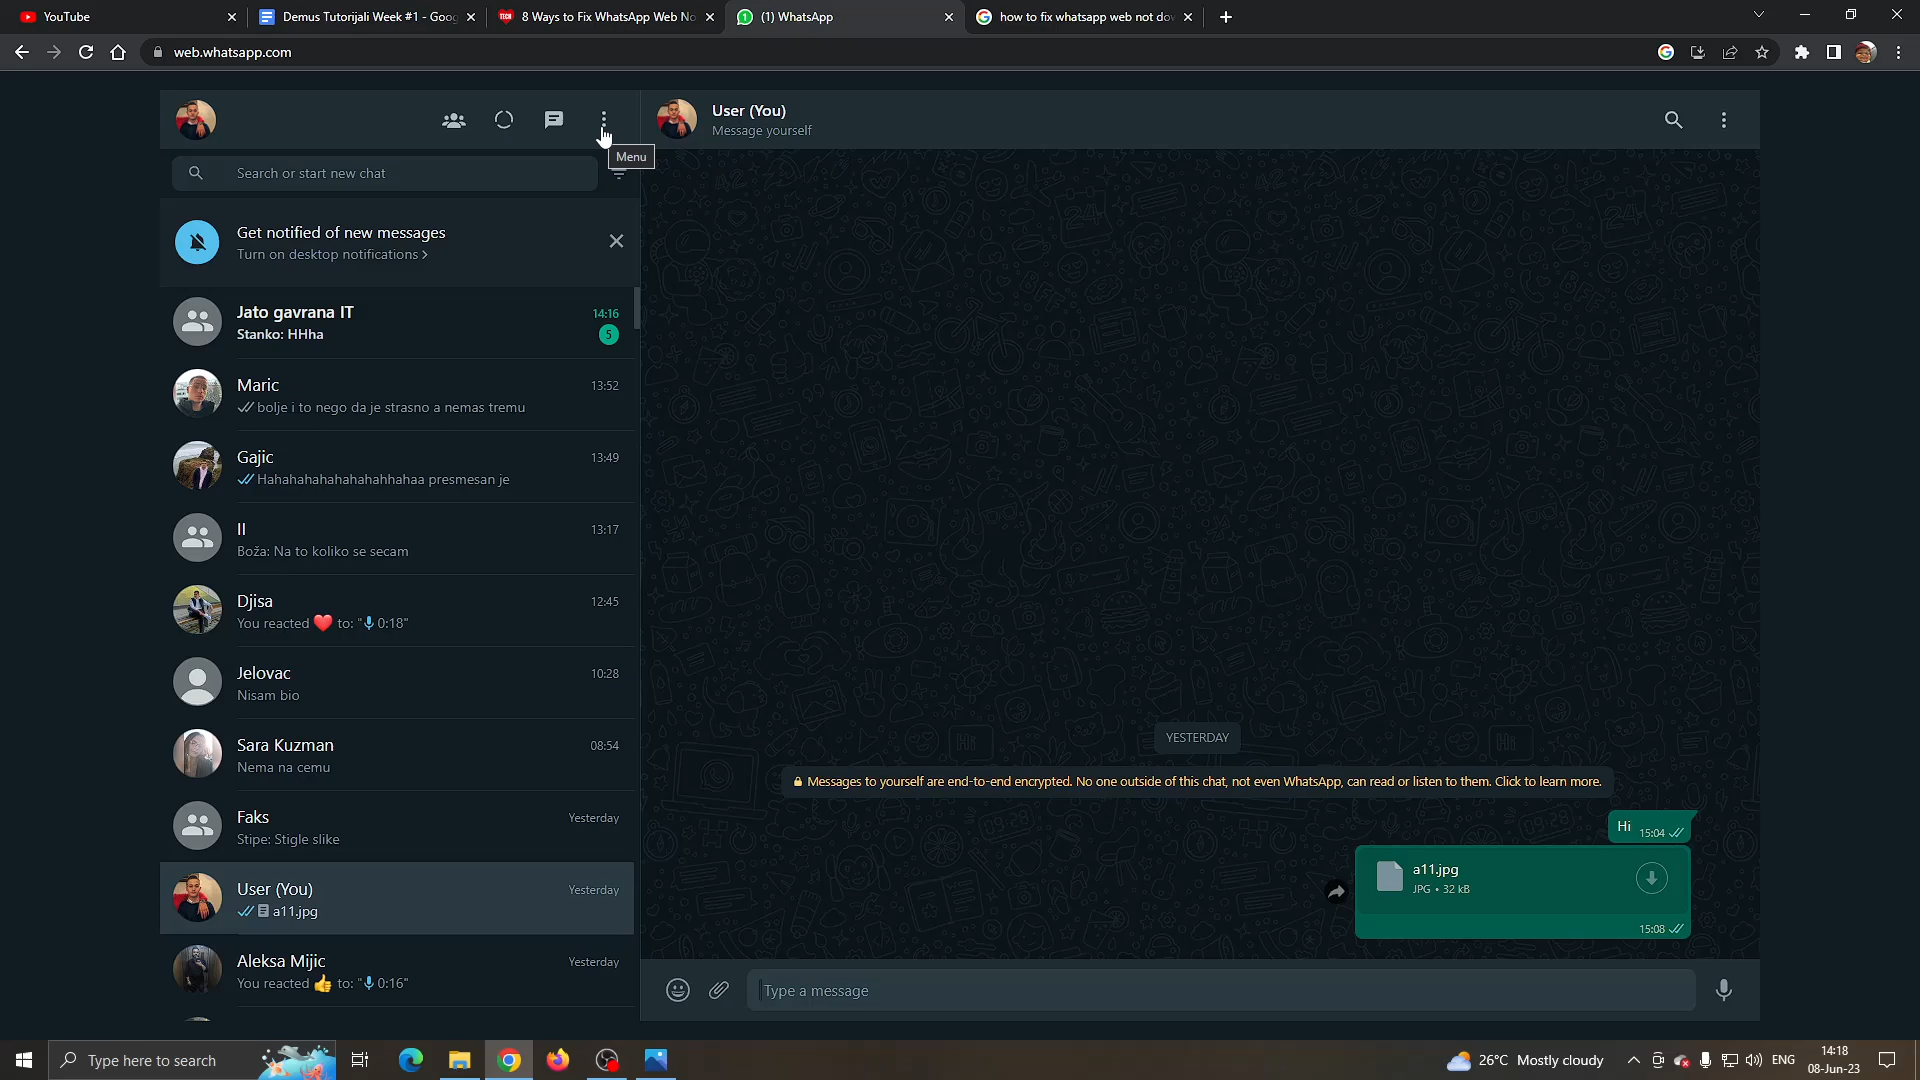 YouTube
Demus Tutorijali Week #1 - Goog
8 Ways to Fix WhatsApp Web No
(1) WhatsApp
how to fix whatsapp web not dov
web.whatsapp.com
User (You)
Message yourself
Menu
Search or start new chat
Get notified of new messages
Turn on desktop notifications >
Jato gavrana IT 14:16
Stanko: HHha 5
Maric 13:52
bolje i to nego da je strasno a nemas tremu
Gajic 13:49
Hahahahahahahahahhahaa presmesan je
II 13:17
Boža: Na to koliko se secam
Djisa 12:45
You reacted ❤️ to: "0:18"
Jelovac 10:28
Nisam bio
Sara Kuzman 08:54
Nema na cemu
Faks Yesterday
Stipe: Stigle slike
User (You) Yesterday
a11.jpg
Aleksa Mijic Yesterday
You reacted 👍 to: "0:16"
YESTERDAY
Messages to yourself are end-to-end encrypted. No one outside of this chat, not even WhatsApp, can read or listen to them. Click to learn more.
Hi 15:04
a11.jpg
JPG • 32 kB
15:08
Type a message
Type here to search
26°C Mostly cloudy
ENG
14:18
08-Jun-23